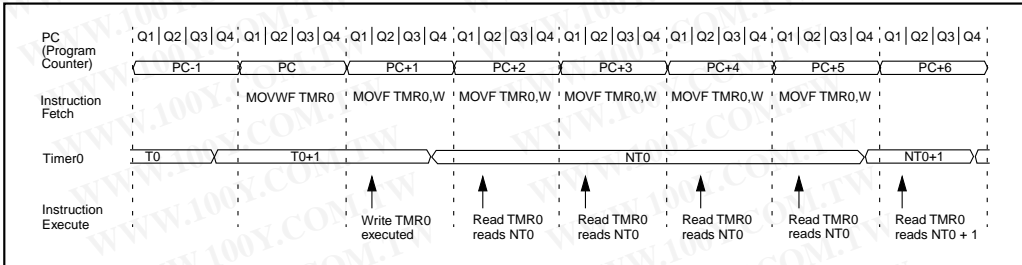 PC
(Program
Counter)
Q1 Q2 Q3 Q4 Q1 Q2 Q3 Q4 Q1 Q2 Q3 Q4 Q1 Q2 Q3 Q4 Q1 Q2 Q3 Q4 Q1 Q2 Q3 Q4 Q1 Q2 Q3 Q4 Q1 Q2 Q3 Q4
PC-1 PC PC+1 PC+2 PC+3 PC+4 PC+5 PC+6
Instruction
Fetch
MOVWF TMR0 MOVF TMR0,W MOVF TMR0,W MOVF TMR0,W MOVF TMR0,W MOVF TMR0,W
Timer0
T0 T0+1 NT0 NT0+1
Instruction
Execute
Write TMR0
executed
Read TMR0
reads NT0
Read TMR0
reads NT0
Read TMR0
reads NT0
Read TMR0
reads NT0
Read TMR0
reads NT0 + 1
WWW.100Y.COM.TW